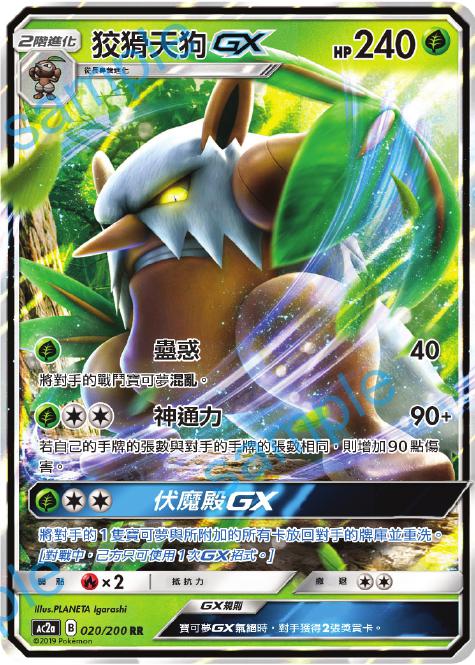 2階進化
狡猾天狗GX
HP240
從長鼻葉進化
蠱惑 40
將對手的戰鬥寶可夢混亂。
神通力 90+
若自己的手牌的張數與對手的手牌的張數相同，則增加90點傷
害。
伏魔殿GX
將對手的1隻寶可夢與所附加的所有卡放回對手的牌庫並重洗。
[對戰中，己方只可使用1次GX招式。]
弱點 ×2 抵抗力 撤退
illus.PLANETA Igarashi
GX規則
AC2a B 020/200 RR
寶可夢GX氣絕時，對手獲得2張獎賞卡。
©2019 Pokémon
sample
sample
sample